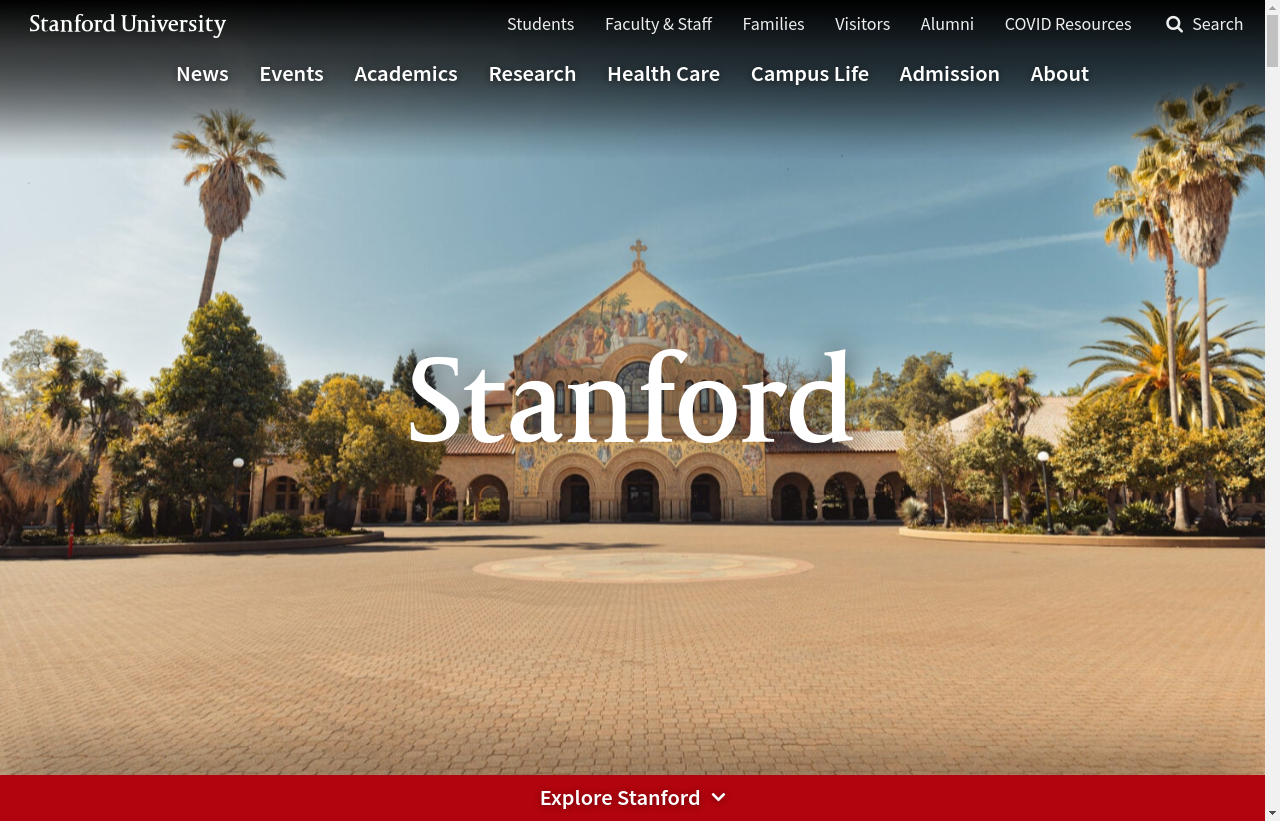 Stanford University
Students Faculty & Staff Families Visitors Alumni COVID Resources Search
News Events Academics Research Health Care Campus Life Admission About
Stanford
Explore Stanford